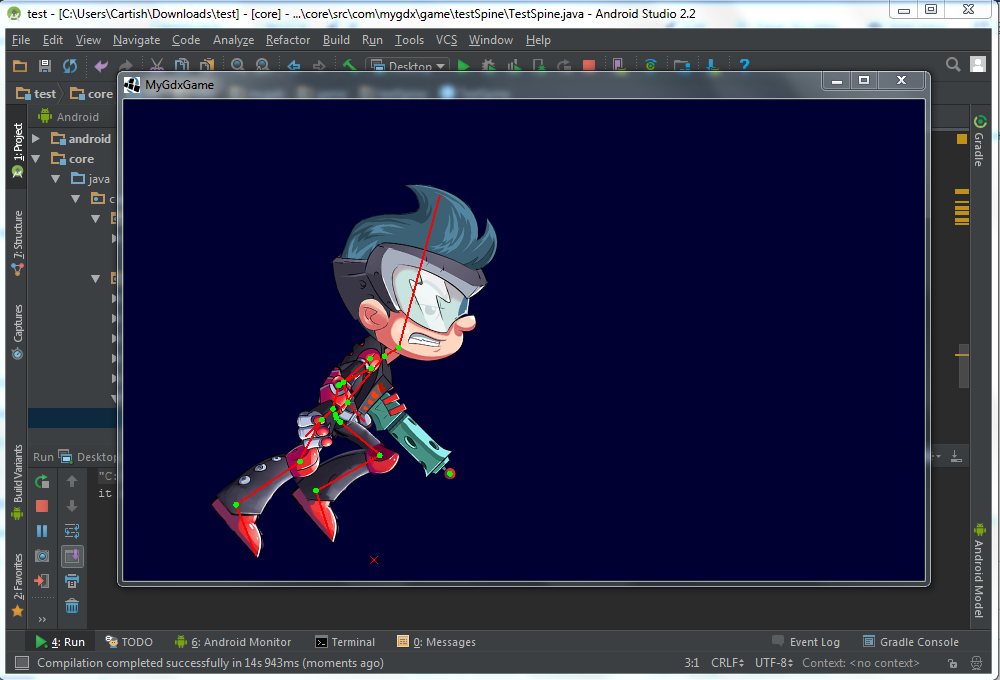 test - [C:\Users\Cartish\Downloads\test] - [core] - ...\core\src\com\mygdx\game\testSpine\TestSpine.java - Android Studio 2.2
File Edit View Navigate Code Analyze Refactor Build Run Tools VCS Window Help
Desktop
test core
MyGdxGame
Android
1: Project
android
core
java
c
7: Structure
Captures
Build Variants
2: Favorites
Gradle
Android Model
Run Desktop
"C:
it
4: Run TODO 6: Android Monitor Terminal 0: Messages Event Log Gradle Console
Compilation completed successfully in 14s 943ms (moments ago) 3:1 CRLF UTF-8 Context: <no context>